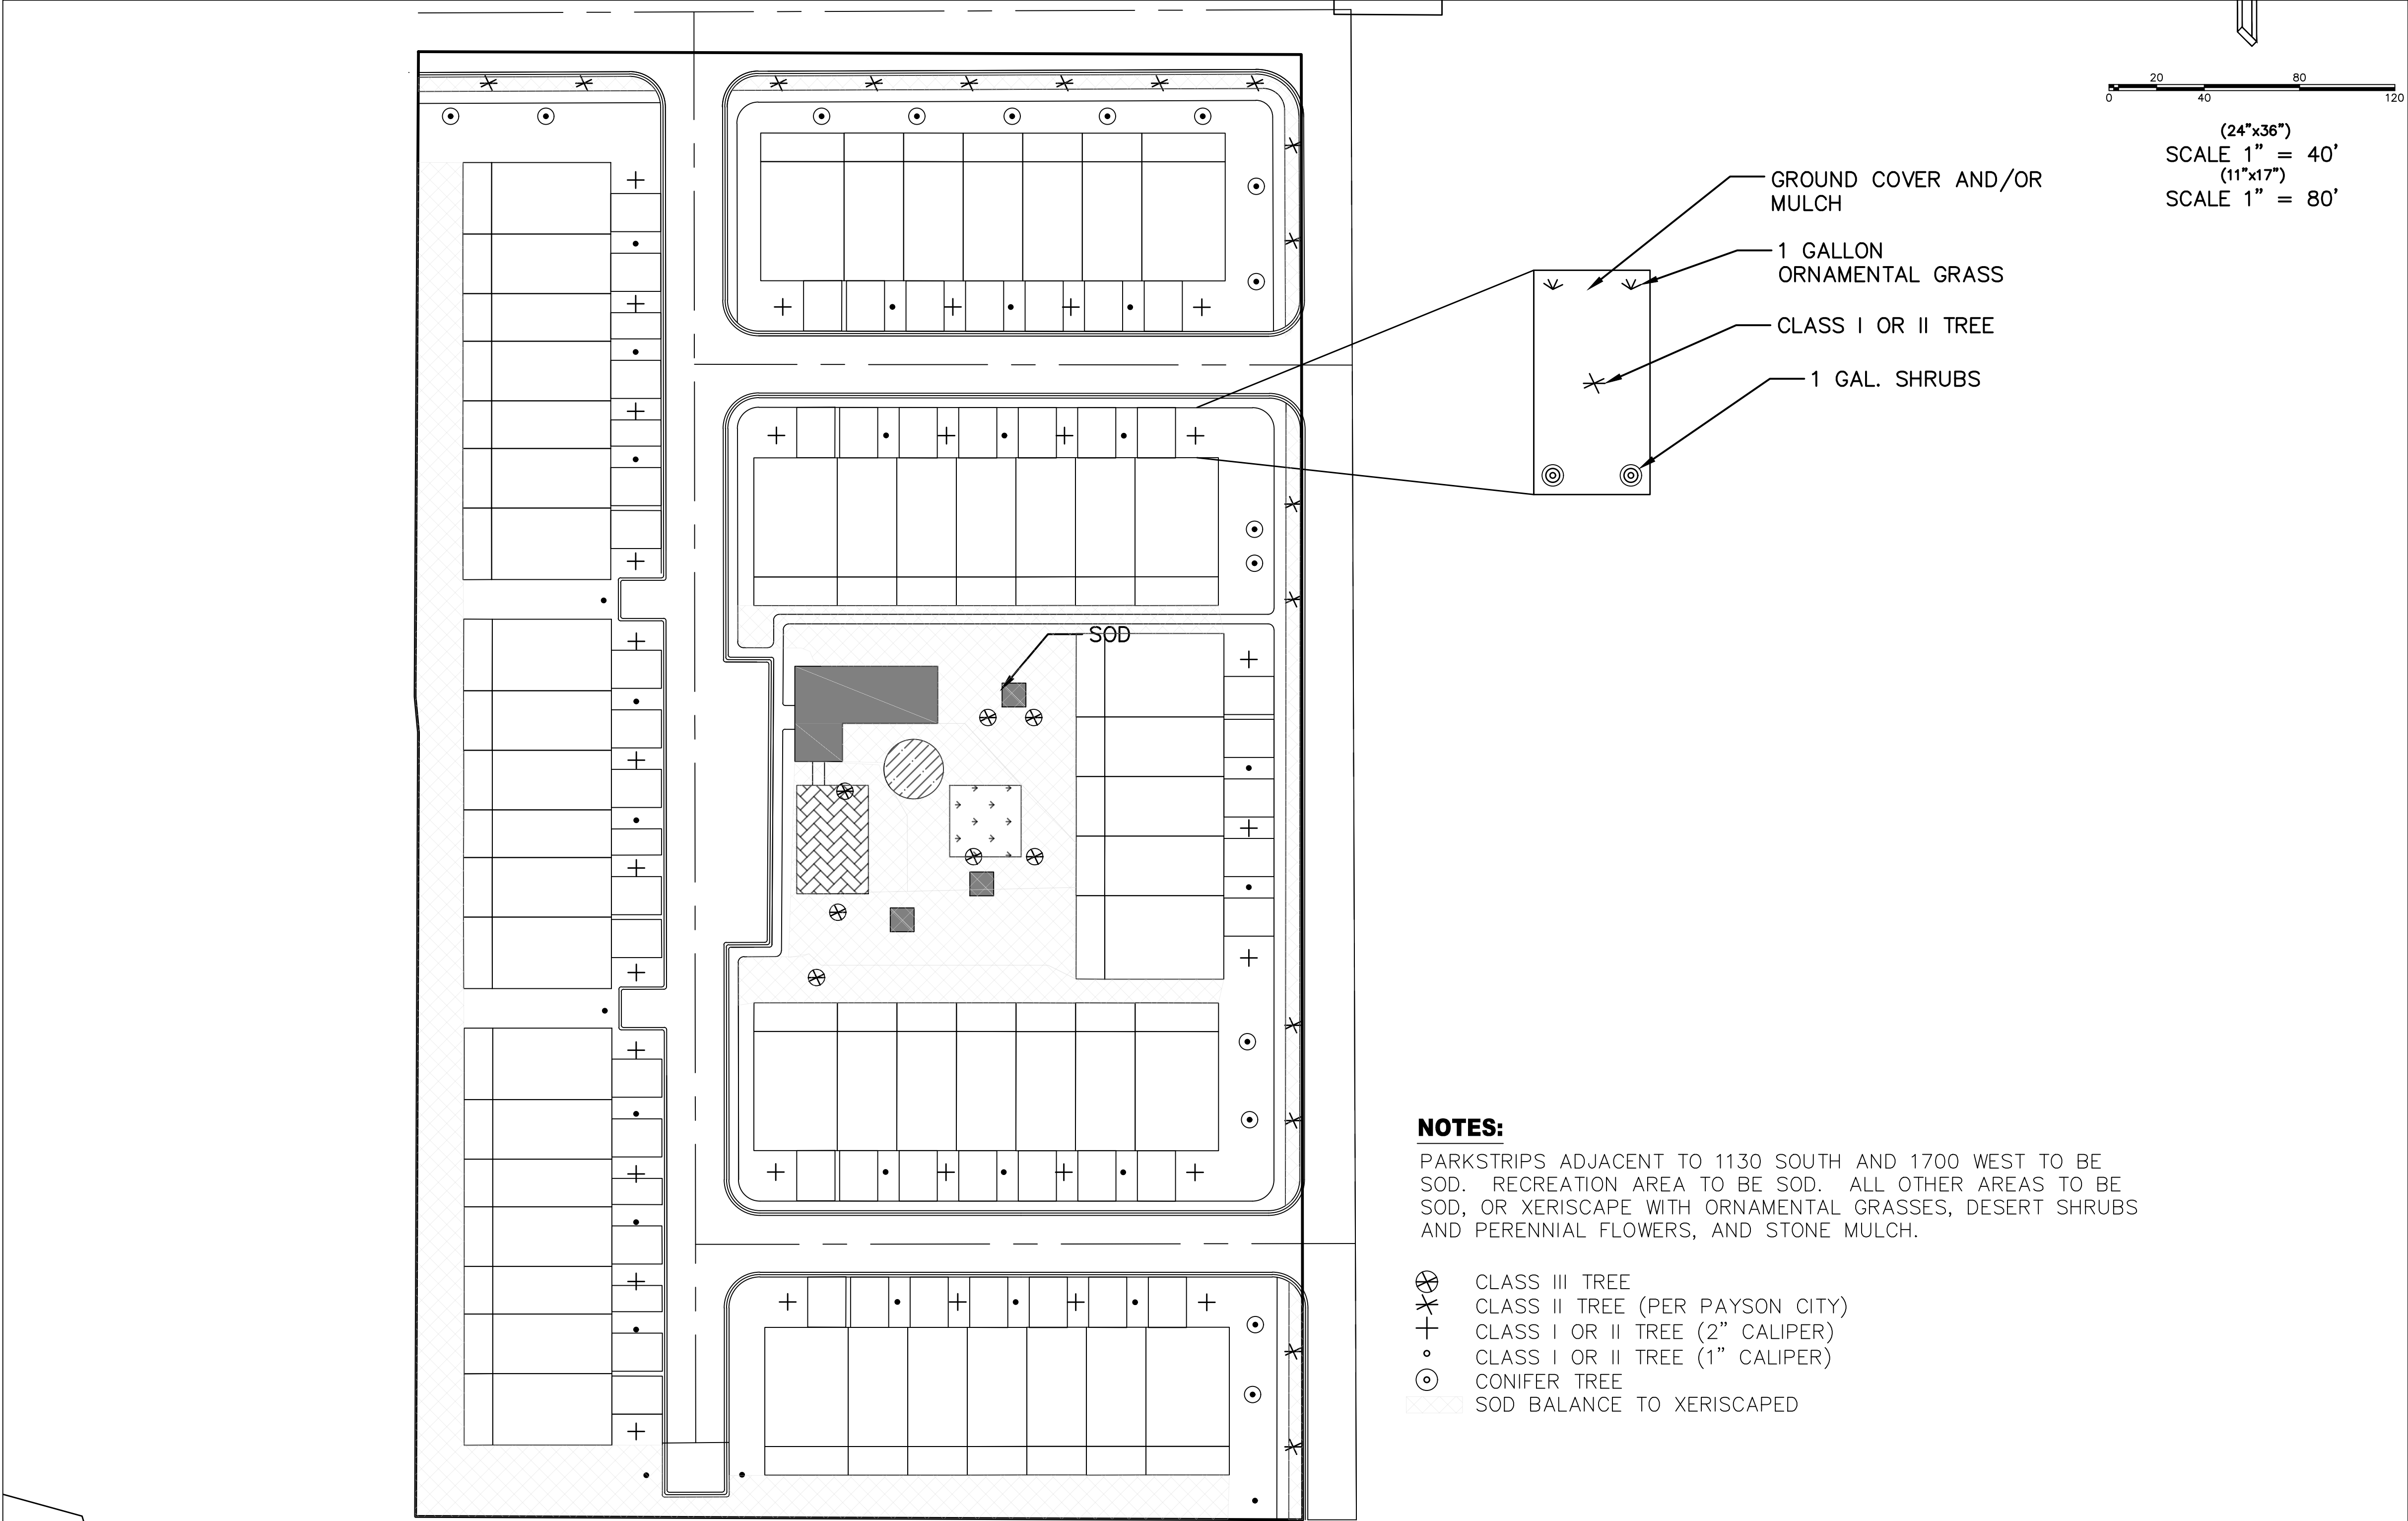 20 80
0 40 120
(24"x36")
SCALE 1" = 40'
(11"x17")
SCALE 1" = 80'
GROUND COVER AND/OR
MULCH
1 GALLON
ORNAMENTAL GRASS
CLASS I OR II TREE
1 GAL. SHRUBS
SOD
NOTES:
PARKSTRIPS ADJACENT TO 1130 SOUTH AND 1700 WEST TO BE
SOD. RECREATION AREA TO BE SOD. ALL OTHER AREAS TO BE
SOD, OR XERISCAPE WITH ORNAMENTAL GRASSES, DESERT SHRUBS
AND PERENNIAL FLOWERS, AND STONE MULCH.
CLASS III TREE
CLASS II TREE (PER PAYSON CITY)
CLASS I OR II TREE (2" CALIPER)
CLASS I OR II TREE (1" CALIPER)
CONIFER TREE
SOD BALANCE TO XERISCAPED